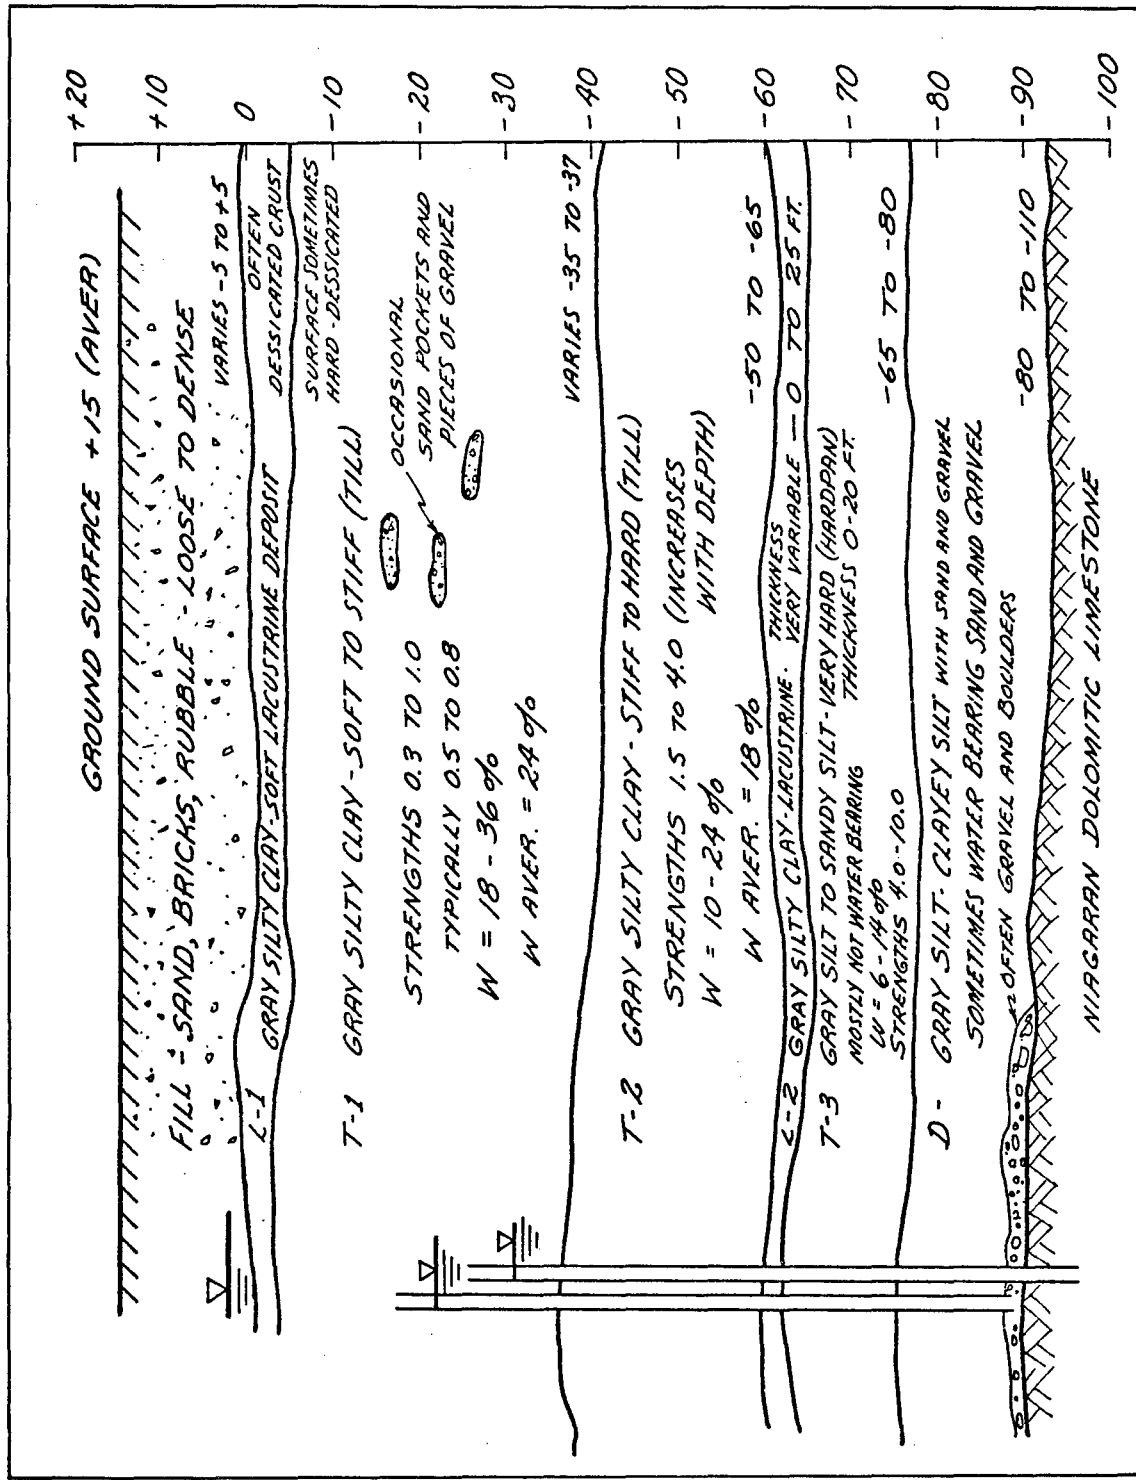 GROUND SURFACE +15 (AVER)
+20
+10
0
-10
-20
-30
-40
-50
-60
-70
-80
-90
-100
FILL - SAND, BRICKS, RUBBLE - LOOSE TO DENSE
VARIES -5 TO +5
L-1 GRAY SILTY CLAY-SOFT LACUSTRINE DEPOSIT
OFTEN
DESSICATED CRUST
SURFACE SOMETIMES
HARD-DESSICATED
T-1 GRAY SILTY CLAY-SOFT TO STIFF (TILL)
OCCASIONAL
SAND POCKETS AND
PIECES OF GRAVEL
STRENGTHS 0.3 TO 1.0
TYPICALLY 0.5 TO 0.8
W = 18-36%
W AVER. = 24%
VARIES -35 TO -37
T-2 GRAY SILTY CLAY-STIFF TO HARD (TILL)
STRENGTHS 1.5 TO 4.0 (INCREASES
WITH DEPTH)
W = 10-24%
W AVER. = 18%
-50 TO -65
L-2 GRAY SILTY CLAY-LACUSTRINE. THICKNESS
VERY VARIABLE — 0 TO 25 FT.
T-3 GRAY SILT TO SANDY SILT-VERY HARD (HARDPAN)
MOSTLY NOT WATER BEARING THICKNESS 0-20 FT.
W = 6-14%
STRENGTHS 4.0-10.0
-65 TO -80
D- GRAY SILT-CLAYEY SILT WITH SAND AND GRAVEL
SOMETIMES WATER BEARING SAND AND GRAVEL
OFTEN GRAVEL AND BOULDERS
-80 TO -110
NIAGARAN DOLOMITIC LIMESTONE